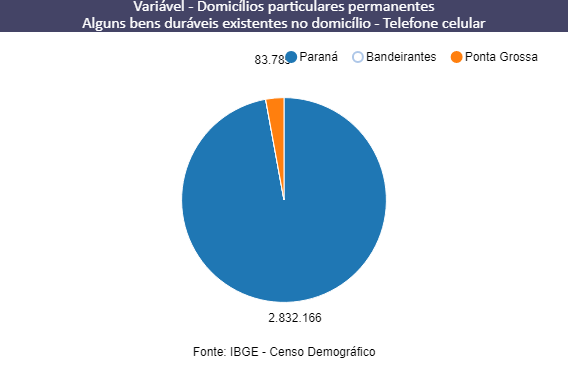 Variável - Domicílios particulares permanentes
Alguns bens duráveis existentes no domicílio - Telefone celular
Paraná
Bandeirantes
Ponta Grossa
2.832.166
Fonte: IBGE - Censo Demográfico